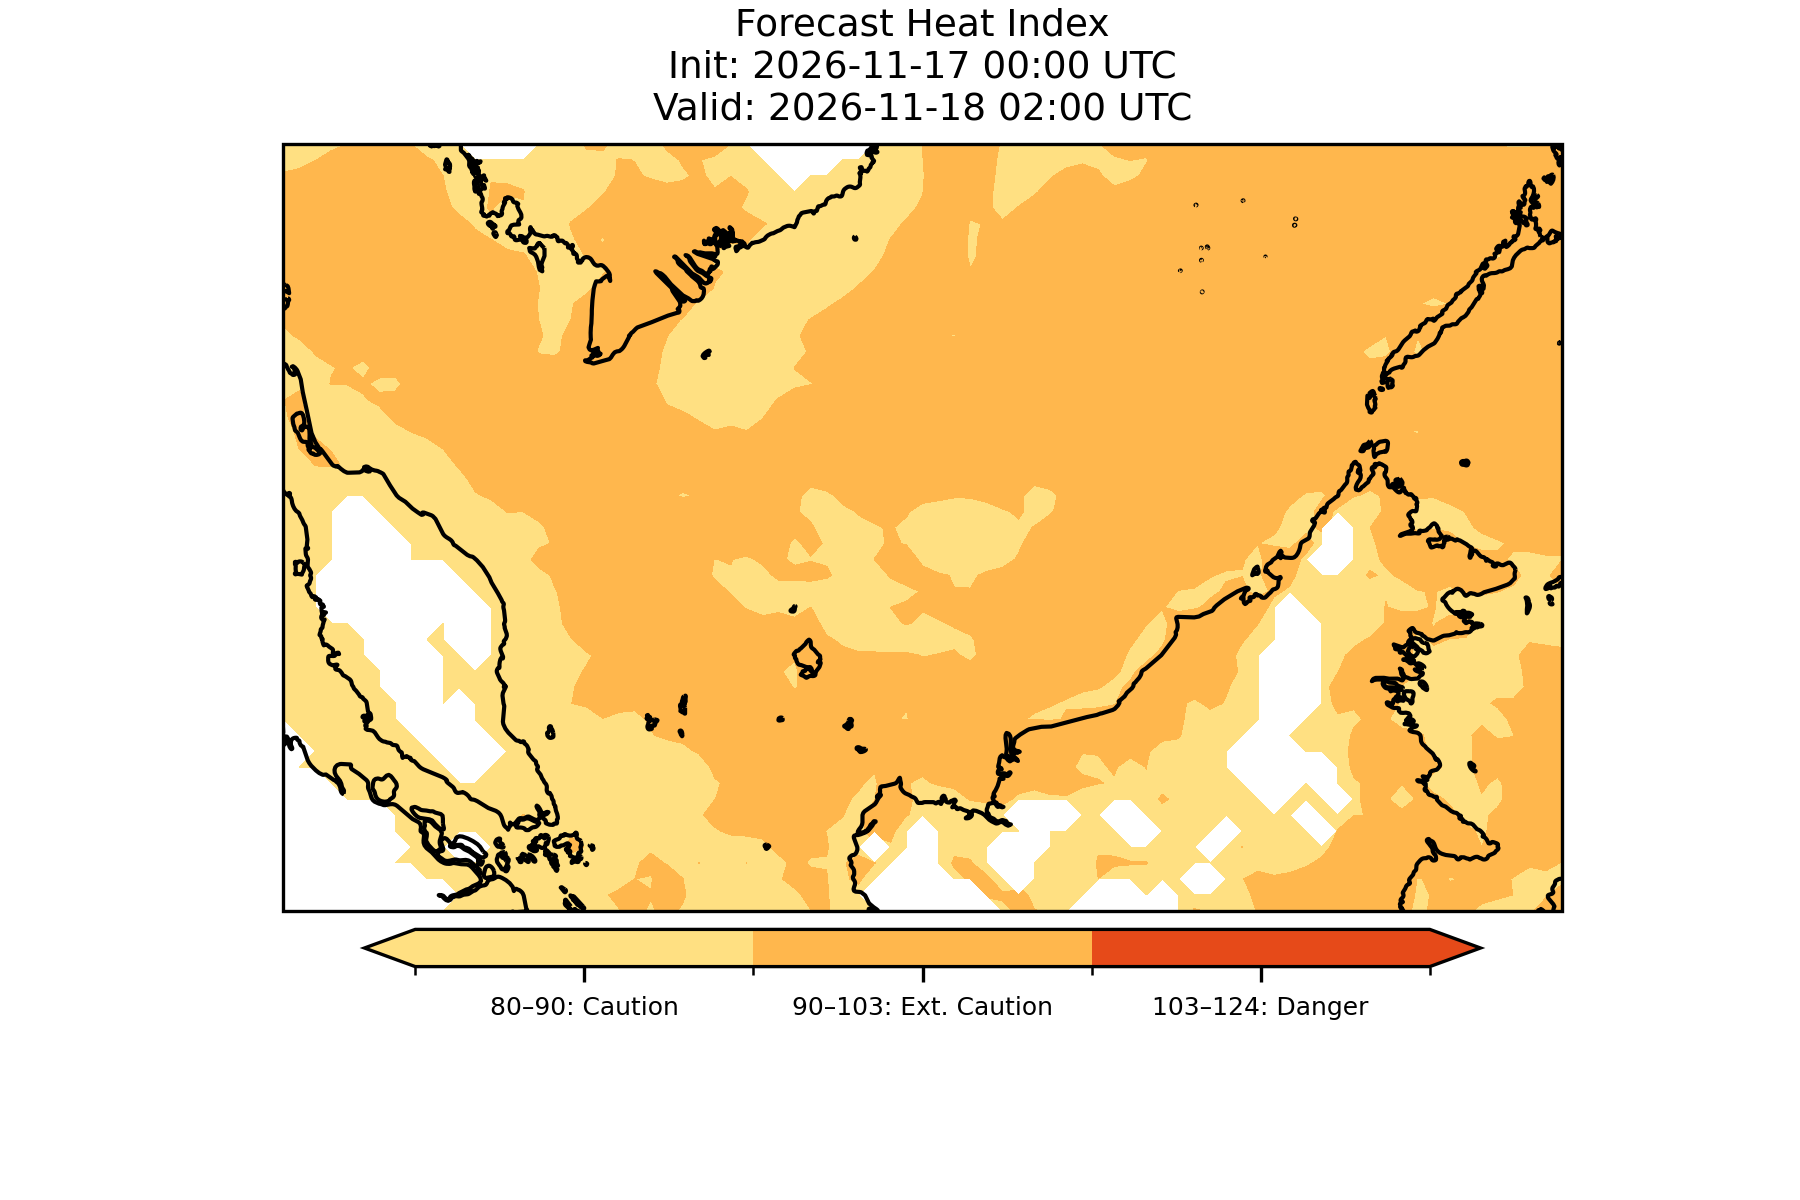 Forecast Heat Index
Init: 2026-11-17 00:00 UTC
Valid: 2026-11-18 02:00 UTC
80–90: Caution
90–103: Ext. Caution
103–124: Danger